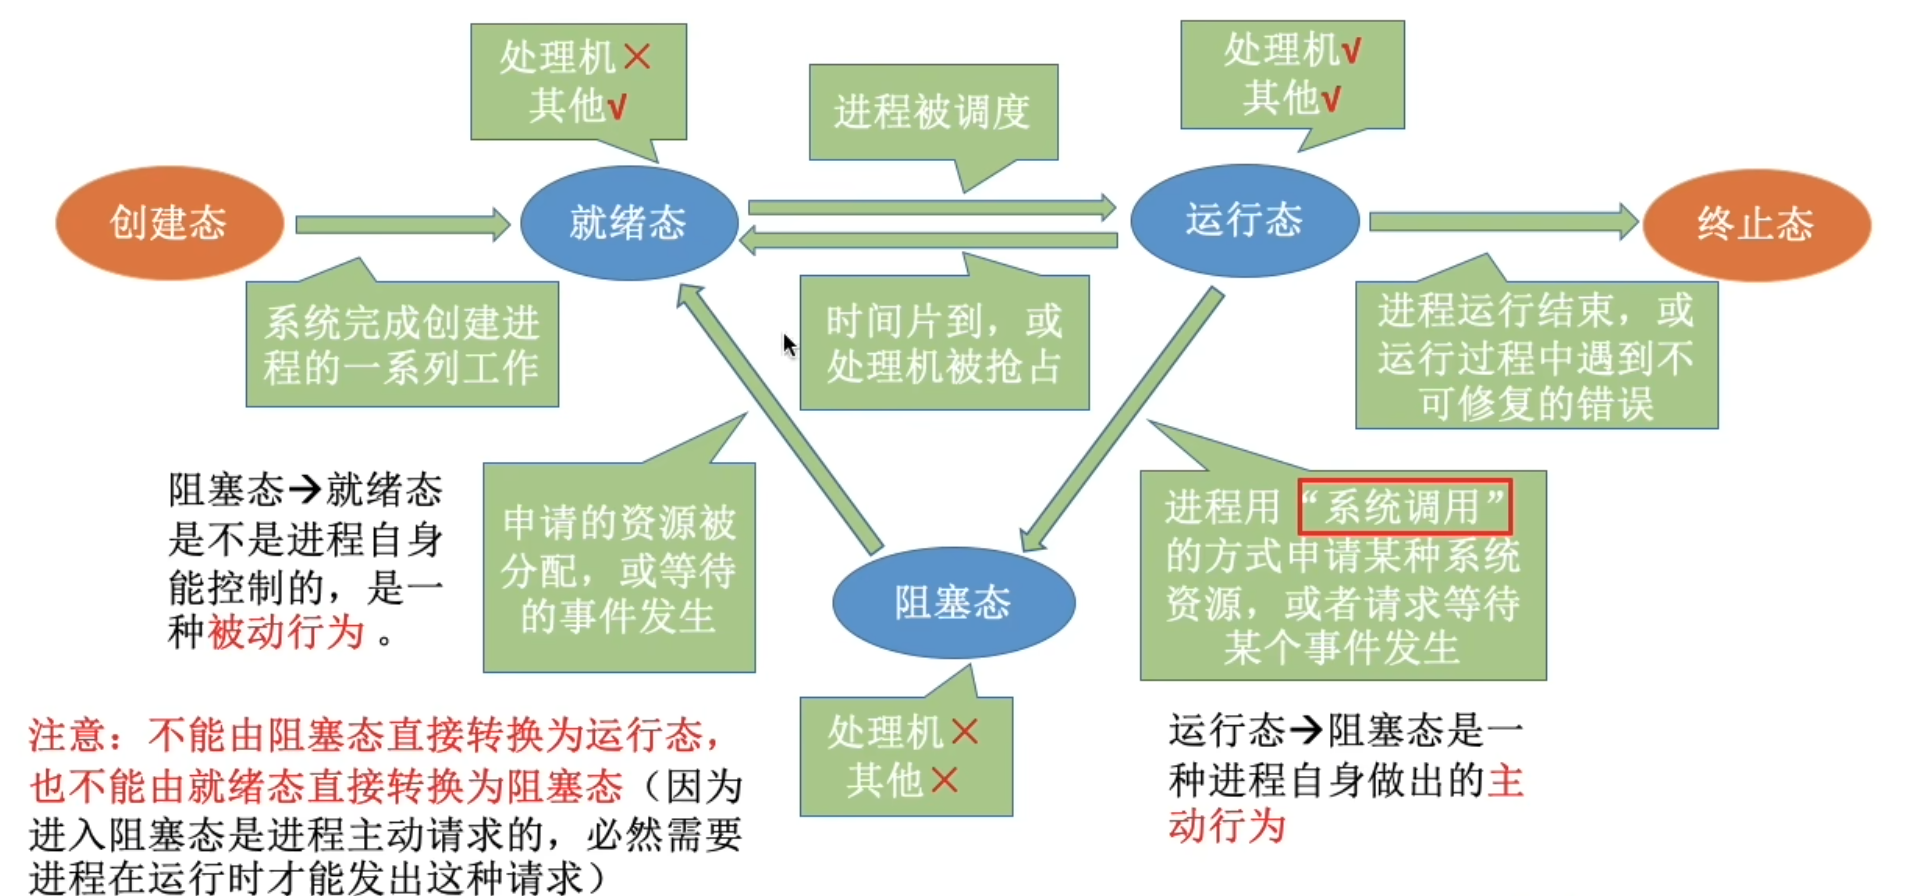 处理机×
其他√
进程被调度
处理机√
其他√
创建态
就绪态
运行态
终止态
系统完成创建进
程的一系列工作
时间片到，或
处理机被抢占
进程运行结束，或
运行过程中遇到不
可修复的错误
阻塞态→就绪态
是不是进程自身
能控制的，是一
种被动行为 。
申请的资源被
分配，或等待
的事件发生
进程用“系统调用”
的方式申请某种系统
资源，或者请求等待
某个事件发生
阻塞态
处理机×
其他×
运行态→阻塞态是一
种进程自身做出的主
动行为
注意：不能由阻塞态直接转换为运行态，
也不能由就绪态直接转换为阻塞态（因为
进入阻塞态是进程主动请求的，必然需要
进程在运行时才能发出这种请求）